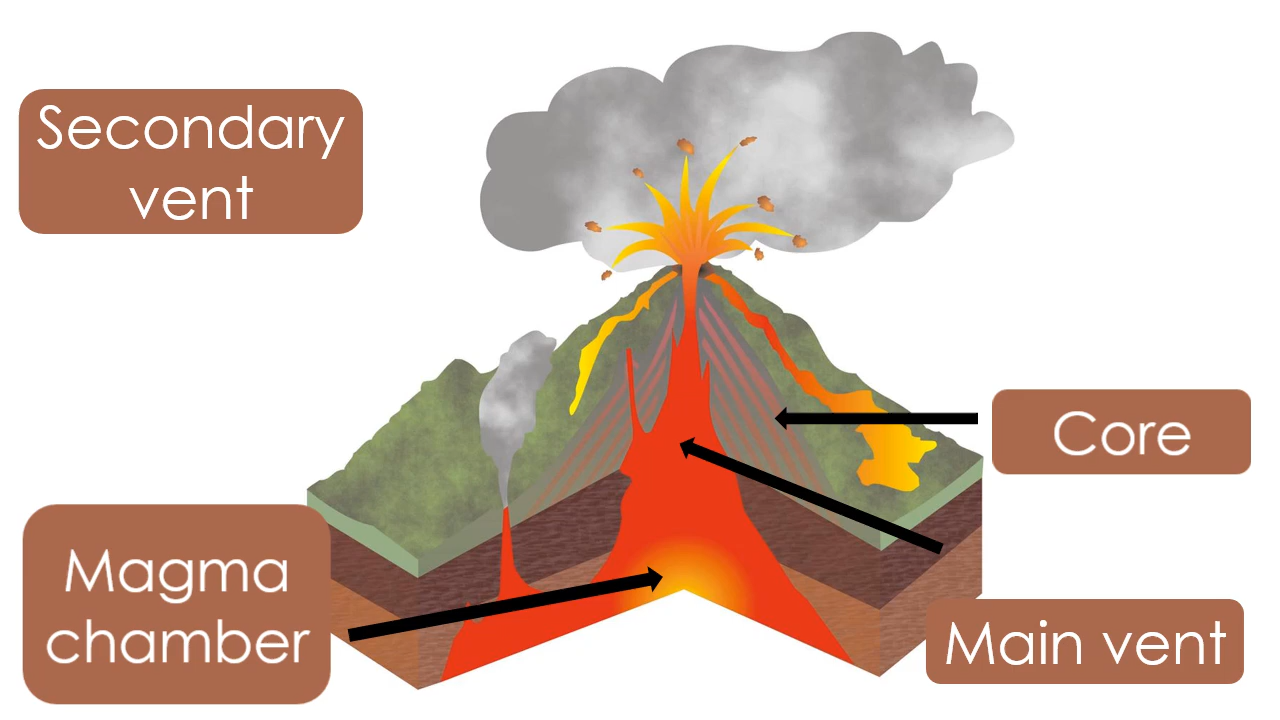 Secondary
vent
Core
Magma
chamber
Main vent